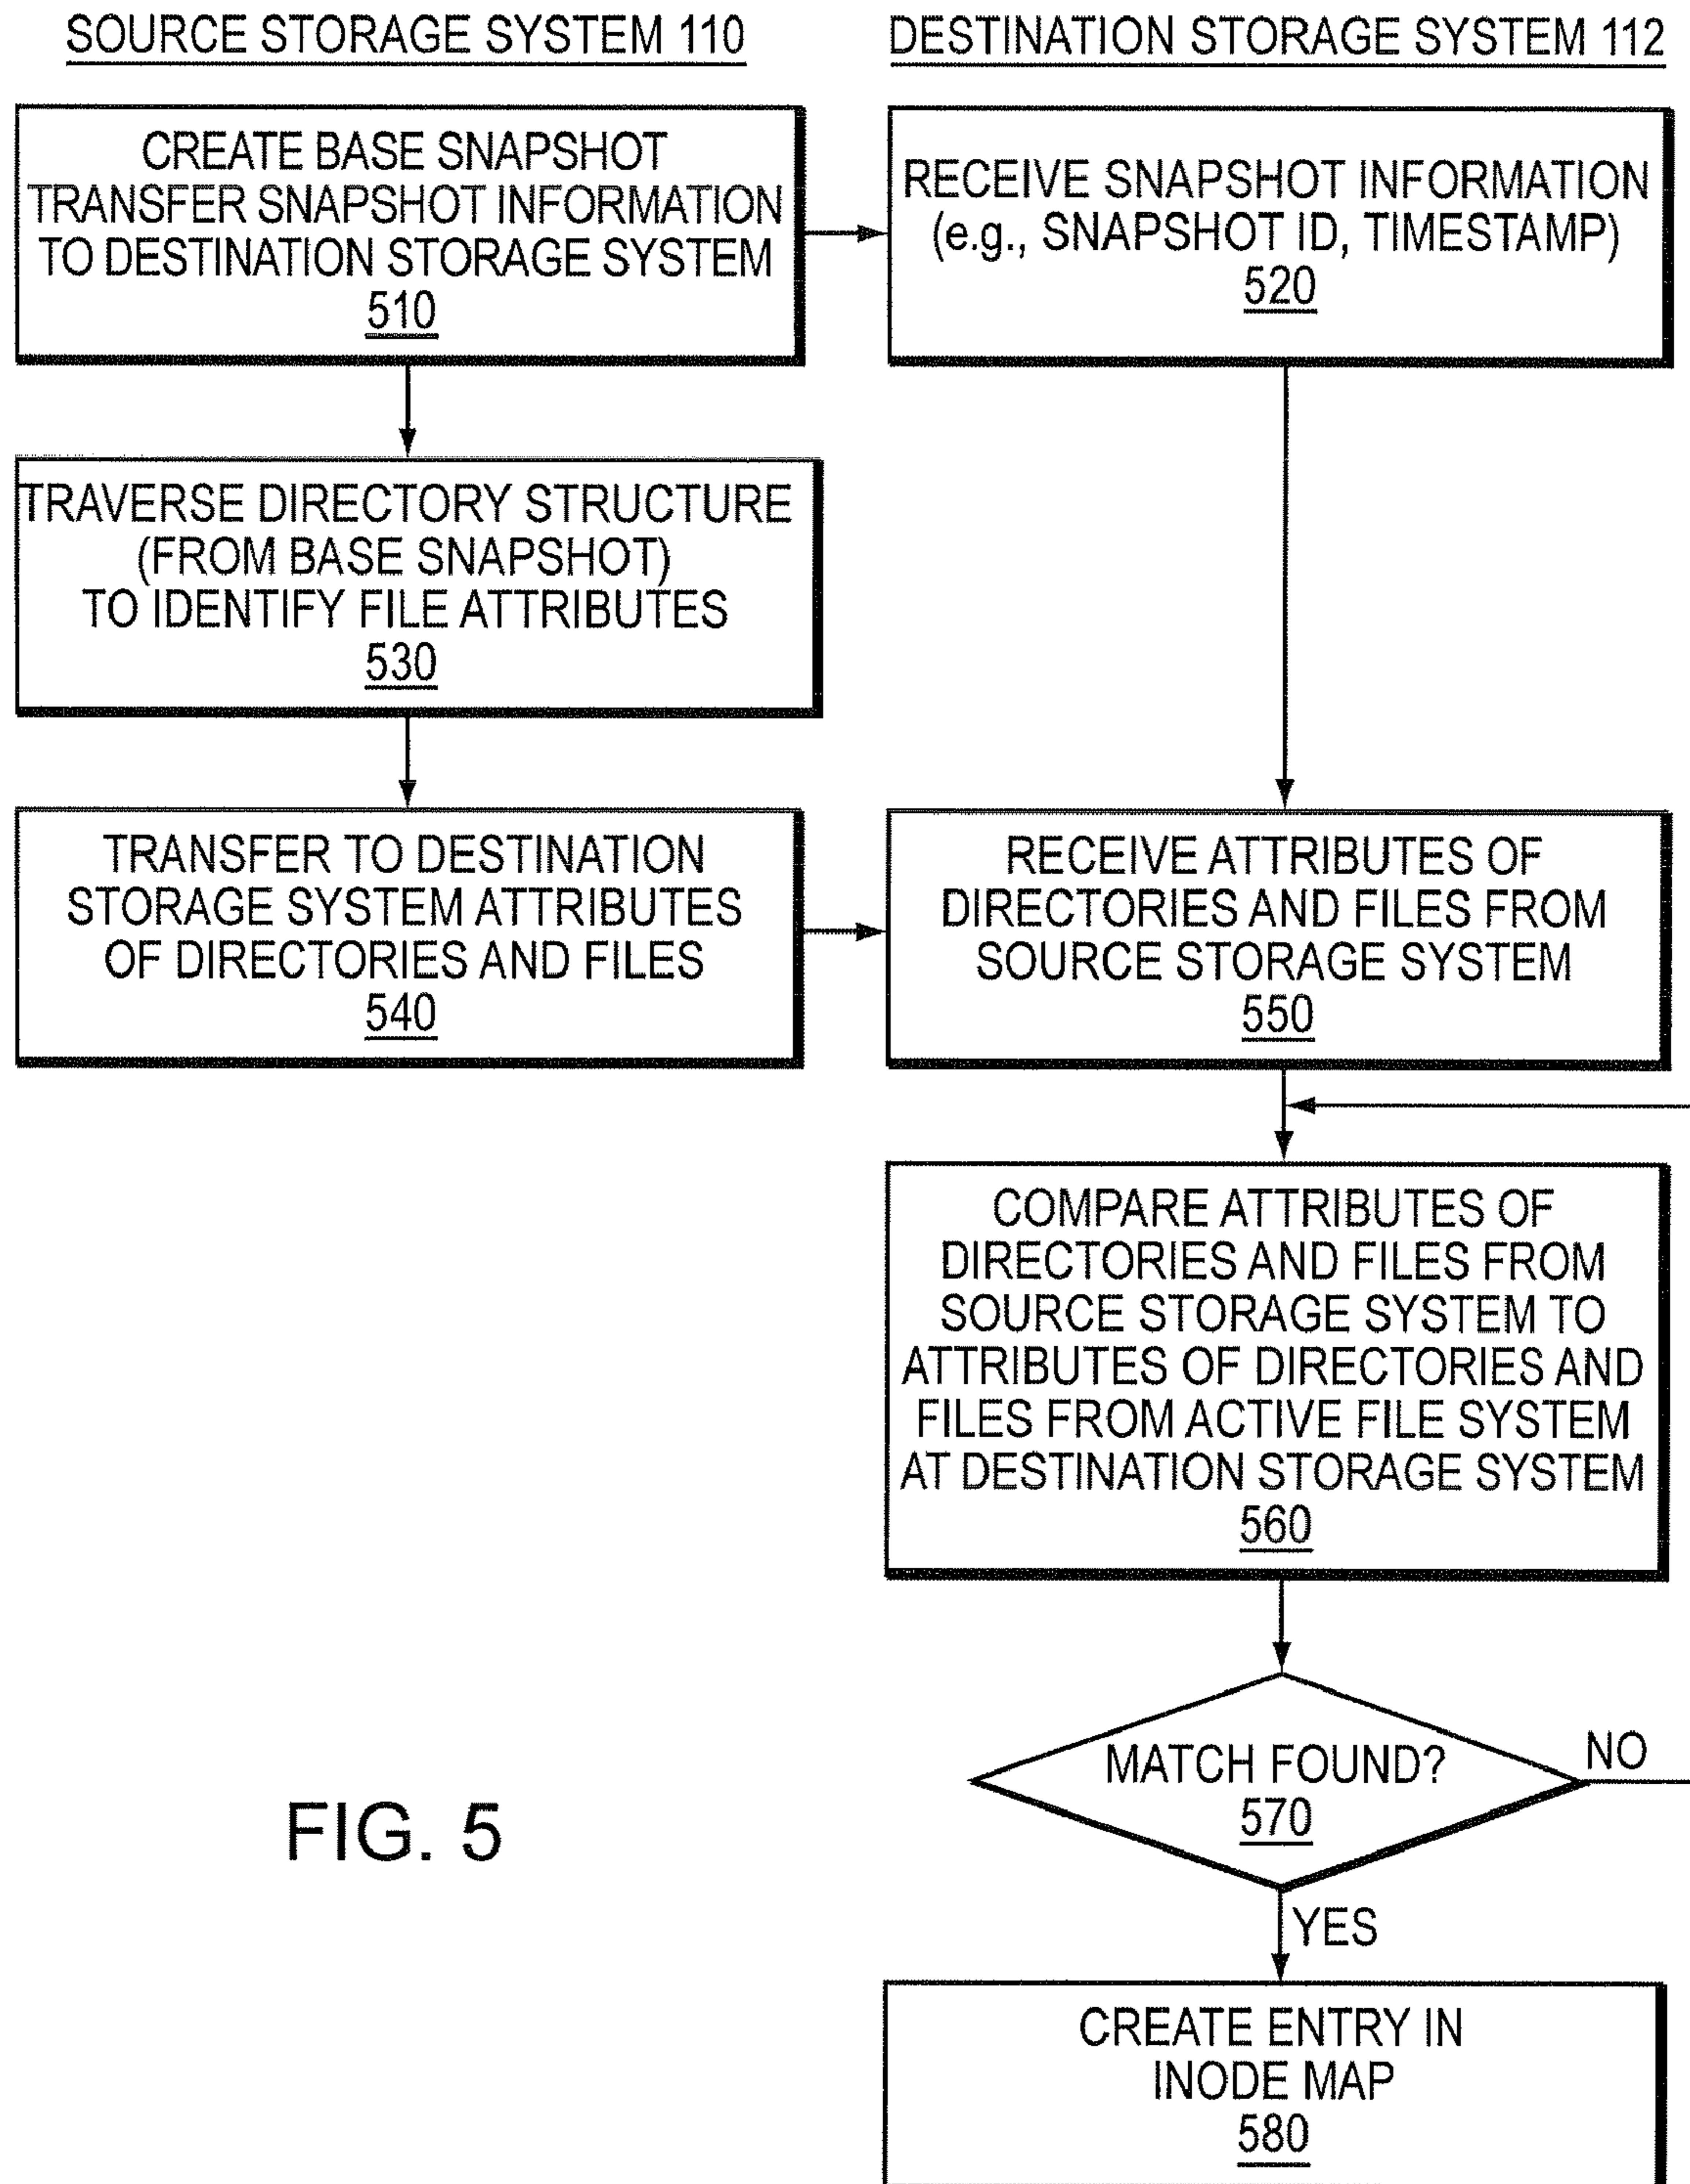 SOURCE STORAGE SYSTEM 110
DESTINATION STORAGE SYSTEM 112
CREATE BASE SNAPSHOT
TRANSFER SNAPSHOT INFORMATION
TO DESTINATION STORAGE SYSTEM
510
RECEIVE SNAPSHOT INFORMATION
(e.g., SNAPSHOT ID, TIMESTAMP)
520
TRAVERSE DIRECTORY STRUCTURE
(FROM BASE SNAPSHOT)
TO IDENTIFY FILE ATTRIBUTES
530
TRANSFER TO DESTINATION
STORAGE SYSTEM ATTRIBUTES
OF DIRECTORIES AND FILES
540
RECEIVE ATTRIBUTES OF
DIRECTORIES AND FILES FROM
SOURCE STORAGE SYSTEM
550
COMPARE ATTRIBUTES OF
DIRECTORIES AND FILES FROM
SOURCE STORAGE SYSTEM TO
ATTRIBUTES OF DIRECTORIES AND
FILES FROM ACTIVE FILE SYSTEM
AT DESTINATION STORAGE SYSTEM
560
MATCH FOUND?
570
NO
YES
CREATE ENTRY IN
INODE MAP
580
FIG. 5